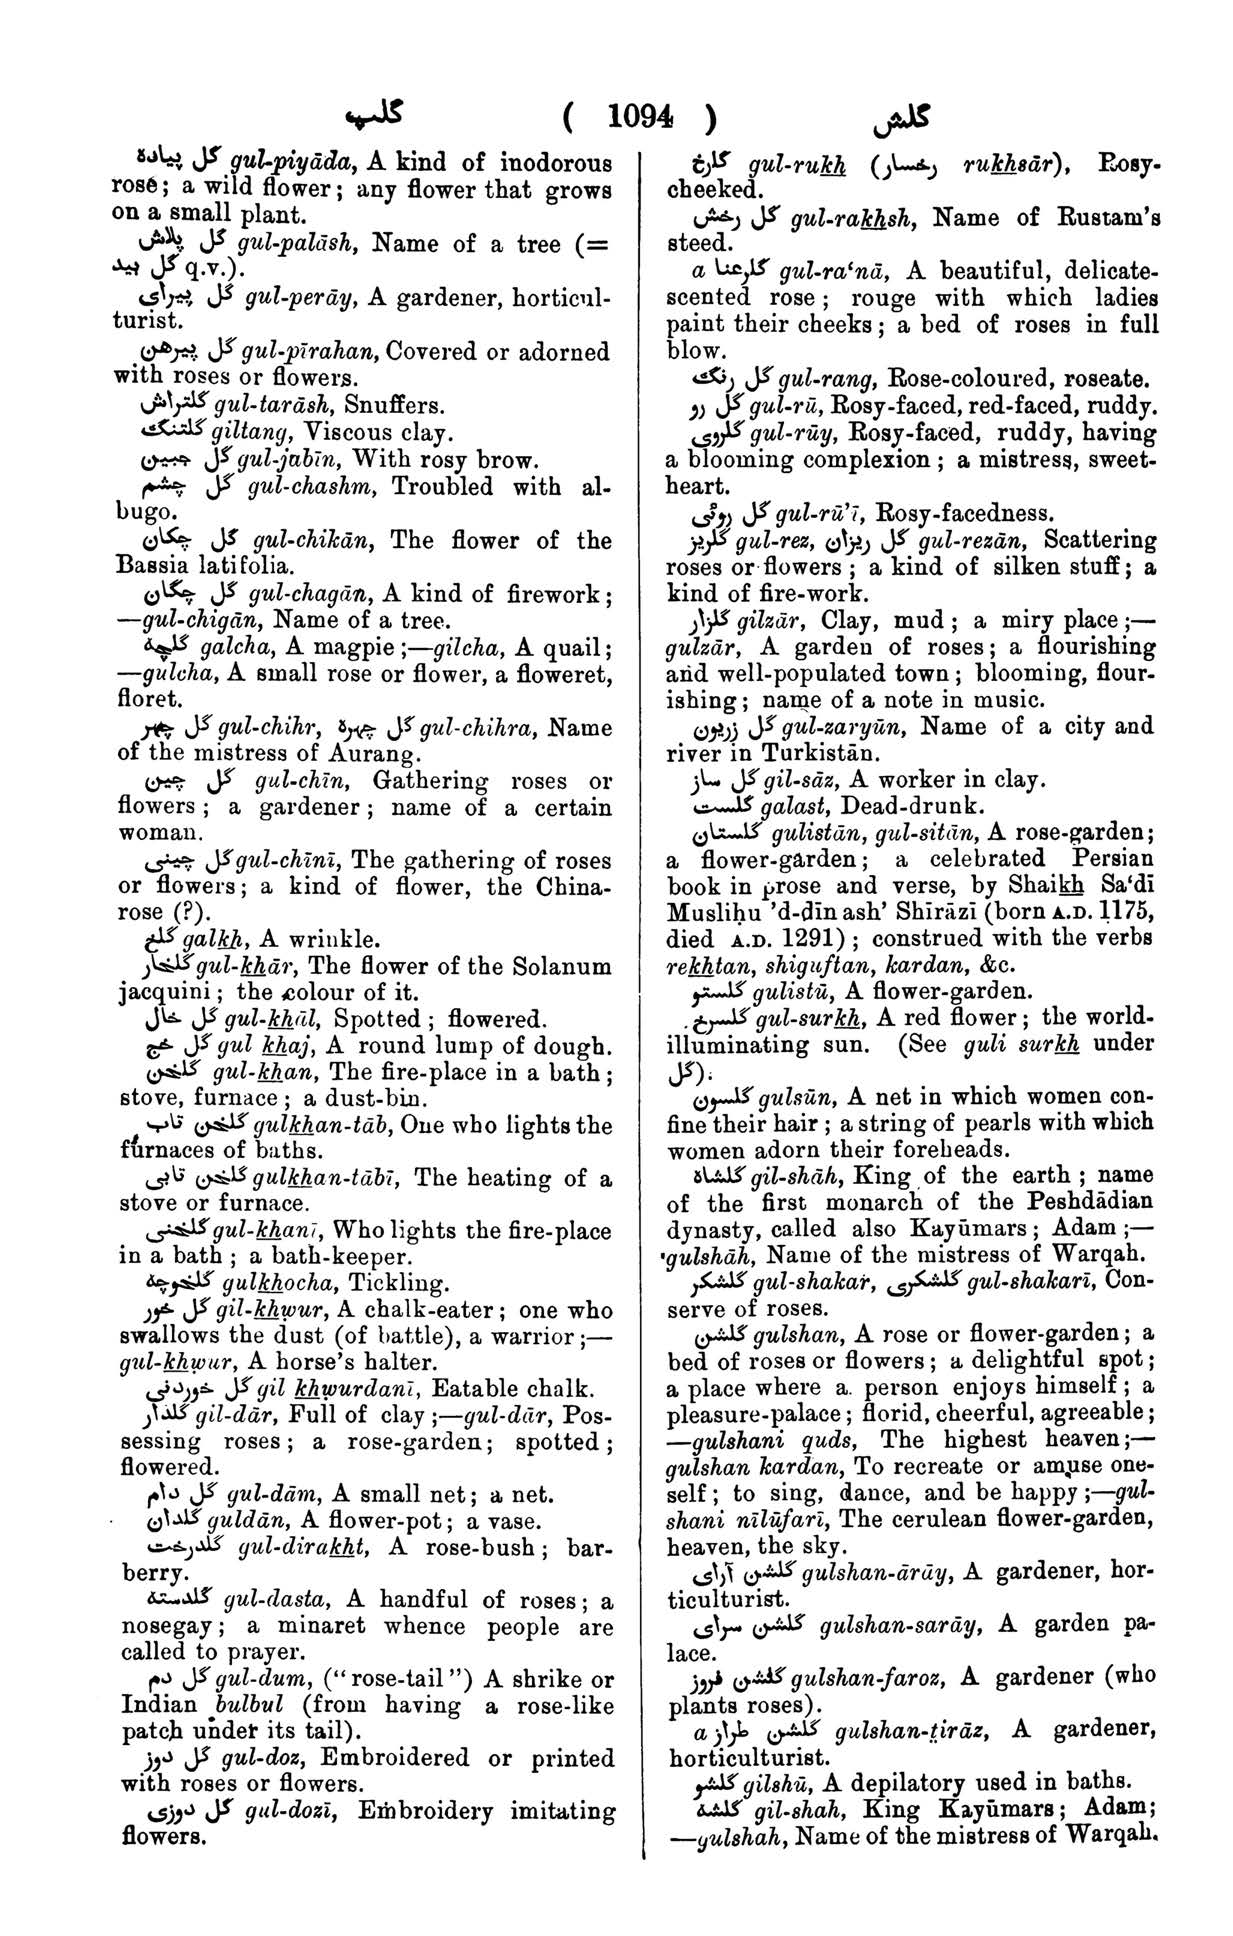 گلپ ( 1094 ) گلش
گل پیاده gul-piyāda, A kind of inodorous
rose; a wild flower; any flower that grows
on a small plant.
گل پلاش gul-palāsh, Name of a tree (=
گل بید q.v.).
گل پیرای gul-perāy, A gardener, horticul-
turist.
گل پیرهن gul-pīrahan, Covered or adorned
with roses or flowers.
گلتراش gul-tarāsh, Snuffers.
گلتنگ giltang, Viscous clay.
گل جبین gul-jabīn, With rosy brow.
گل چشم gul-chashm, Troubled with al-
bugo.
گل چکان gul-chikān, The flower of the
Bassia latifolia.
گل چگان gul-chagān, A kind of firework;
—gul-chigān, Name of a tree.
گلچه galcha, A magpie;—gilcha, A quail;
—gulcha, A small rose or flower, a floweret,
floret.
گل چهر gul-chihr, گل چهره gul-chihra, Name
of the mistress of Aurang.
گل چین gul-chīn, Gathering roses or
flowers; a gardener; name of a certain
woman.
گل چینی gul-chīnī, The gathering of roses
or flowers; a kind of flower, the China-
rose (?).
گلخ galkh, A wrinkle.
گلخار gul-khār, The flower of the Solanum
jacquini; the colour of it.
گل خال gul-khāl, Spotted; flowered.
گل خج gul khaj, A round lump of dough.
گلخن gul-khan, The fire-place in a bath;
stove, furnace; a dust-bin.
گلخن تاب gulkhan-tāb, One who lights the
furnaces of baths.
گلخن تابی gulkhan-tābī, The heating of a
stove or furnace.
گلخنی gul-khanī, Who lights the fire-place
in a bath; a bath-keeper.
گلخوچه gulkhocha, Tickling.
گل خور gil-khẉur, A chalk-eater; one who
swallows the dust (of battle), a warrior;—
gul-khẉur, A horse's halter.
گل خوردنی gil khẉurdanī, Eatable chalk.
گلدار gil-dār, Full of clay;—gul-dār, Pos-
sessing roses; a rose-garden; spotted;
flowered.
گل دام gul-dām, A small net; a net.
گلدان guldān, A flower-pot; a vase.
گلدرخت gul-dirakht, A rose-bush; bar-
berry.
گلدسته gul-dasta, A handful of roses; a
nosegay; a minaret whence people are
called to prayer.
گل دم gul-dum, ("rose-tail") A shrike or
Indian bulbul (from having a rose-like
patch under its tail).
گل دوز gul-doz, Embroidered or printed
with roses or flowers.
گل دوزی gul-dozī, Embroidery imitating
flowers.
گلرخ gul-rukh (رخسار rukhsār), Rosy-
cheeked.
گل رخش gul-rakhsh, Name of Rustam's
steed.
a گلرعنا gul-ra‘nā, A beautiful, delicate-
scented rose; rouge with which ladies
paint their cheeks; a bed of roses in full
blow.
گل رنگ gul-rang, Rose-coloured, roseate.
گل رو gul-rū, Rosy-faced, red-faced, ruddy.
گلروی gul-rūy, Rosy-faced, ruddy, having
a blooming complexion; a mistress, sweet-
heart.
گل روئی gul-rū’ī, Rosy-facedness.
گلریز gul-rez, گل ریزان gul-rezān, Scattering
roses or flowers; a kind of silken stuff; a
kind of fire-work.
گلزار gilzār, Clay, mud; a miry place;—
gulzār, A garden of roses; a flourishing
and well-populated town; blooming, flour-
ishing; name of a note in music.
گل زریون gul-zaryūn, Name of a city and
river in Turkistān.
گل ساز gil-sāz, A worker in clay.
گلست galast, Dead-drunk.
گلستان gulistān, gul-sitān, A rose-garden;
a flower-garden; a celebrated Persian
book in prose and verse, by Shaikh Sa‘dī
Musliḥu ’d-dīn ash’ Shīrāzī (born A.D. 1175,
died A.D. 1291); construed with the verbs
rekhtan, shiguftan, kardan, &c.
گلستو gulistū, A flower-garden.
گلسرخ gul-surkh, A red flower; the world-
illuminating sun. (See guli surkh under
گل).
گلسون gulsūn, A net in which women con-
fine their hair; a string of pearls with which
women adorn their foreheads.
گلشاه gil-shāh, King of the earth; name
of the first monarch of the Peshdādian
dynasty, called also Kayūmars; Adam;—
gulshāh, Name of the mistress of Warqah.
گلشکر gul-shakar, گلشکری gul-shakarī, Con-
serve of roses.
گلشن gulshan, A rose or flower-garden; a
bed of roses or flowers; a delightful spot;
a place where a person enjoys himself; a
pleasure-palace; florid, cheerful, agreeable;
—gulshani quds, The highest heaven;—
gulshan kardan, To recreate or amuse one-
self; to sing, dance, and be happy;—gul-
shani nīlūfarī, The cerulean flower-garden,
heaven, the sky.
گلشن آرای gulshan-ārāy, A gardener, hor-
ticulturist.
گلشن سرای gulshan-sarāy, A garden pa-
lace.
گلشن فروز gulshan-faroz, A gardener (who
plants roses).
a گلشن طراز gulshan-t̤irāz, A gardener,
horticulturist.
گلشو gilshū, A depilatory used in baths.
گلشه gil-shah, King Kayūmars; Adam;
—gulshah, Name of the mistress of Warqah.